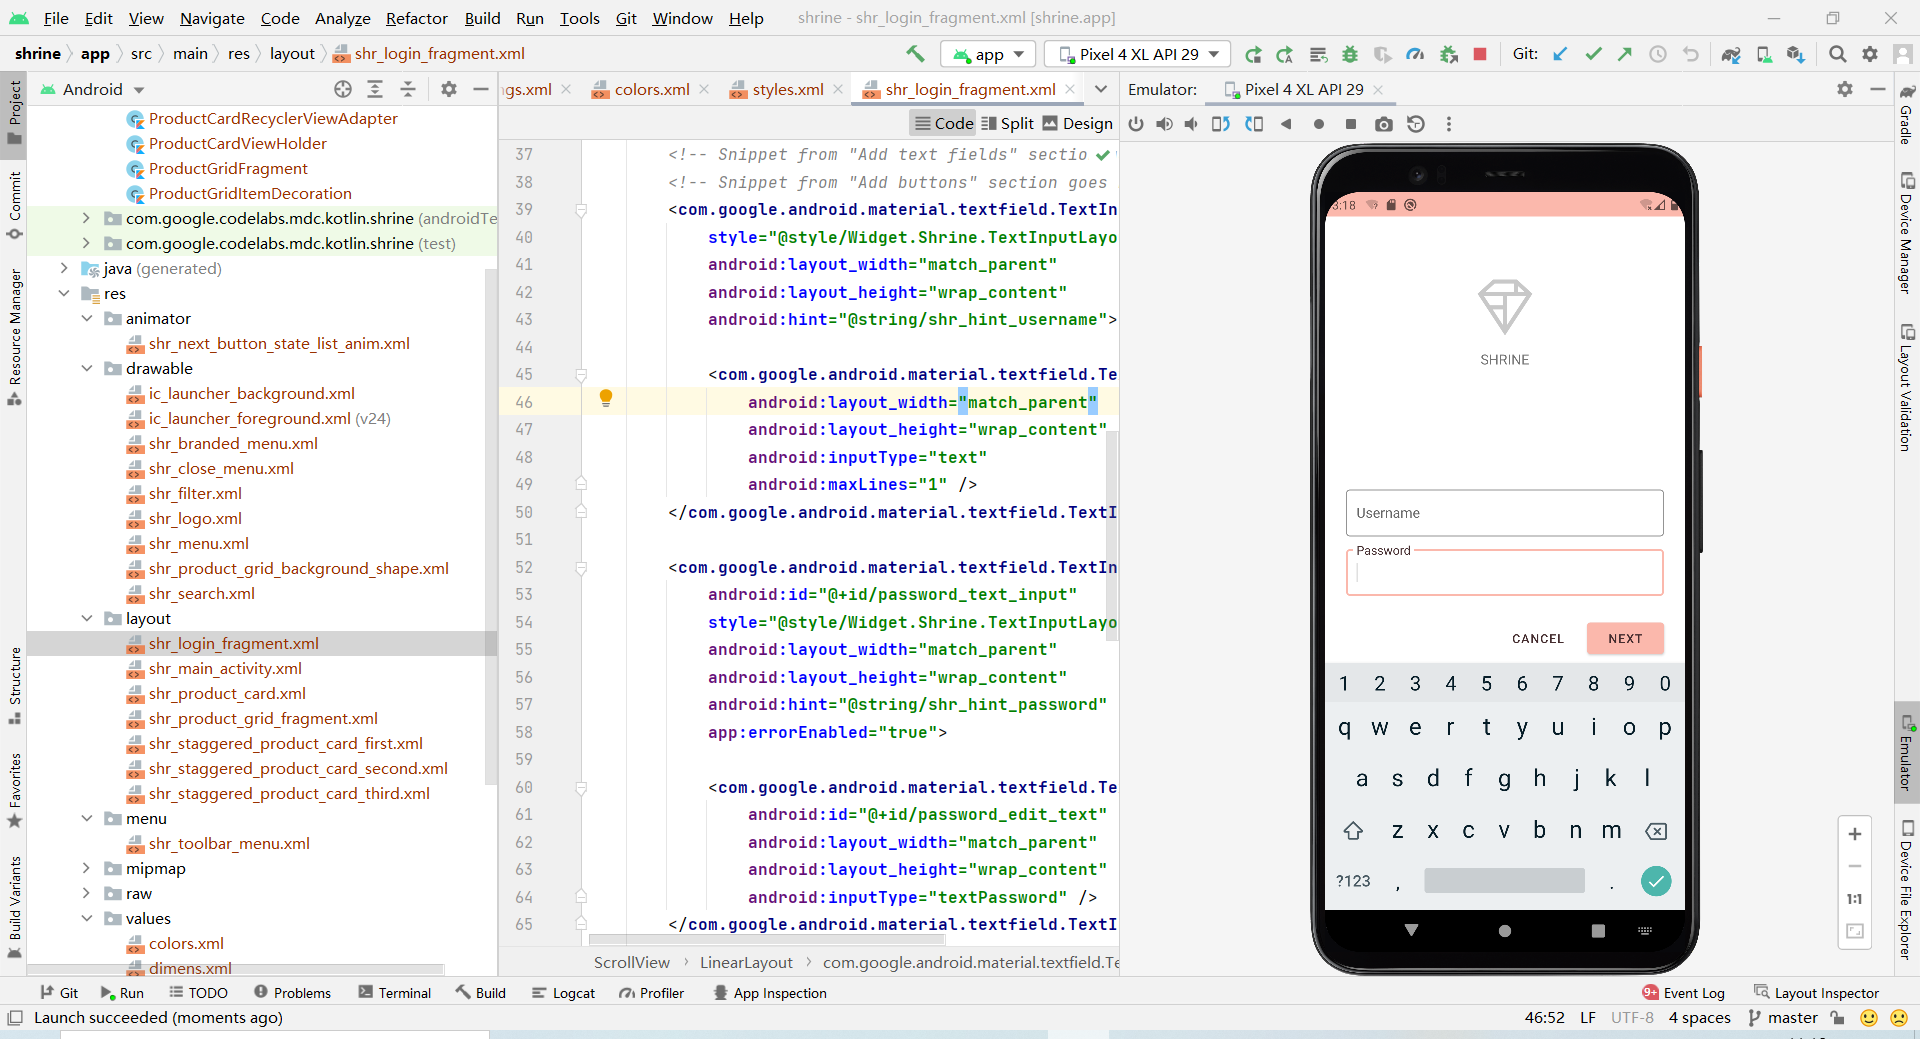 File Edit View Navigate Code Analyze Refactor Build Run Tools Git Window Help shrine - shr_login_fragment.xml [shrine.app]
shrine app src main res layout shr_login_fragment.xml app Pixel 4 XL API 29 Git:
Android
gs.xml colors.xml styles.xml shr_login_fragment.xml
Emulator: Pixel 4 XL API 29
Code Split Design
Project
Commit
Resource Manager
Structure
Favorites
Build Variants
ProductCardRecyclerViewAdapter
ProductCardViewHolder
ProductGridFragment
ProductGridItemDecoration
com.google.codelabs.mdc.kotlin.shrine (androidTe
com.google.codelabs.mdc.kotlin.shrine (test)
java (generated)
res
animator
shr_next_button_state_list_anim.xml
drawable
ic_launcher_background.xml
ic_launcher_foreground.xml (v24)
shr_branded_menu.xml
shr_close_menu.xml
shr_filter.xml
shr_logo.xml
shr_menu.xml
shr_product_grid_background_shape.xml
shr_search.xml
layout
shr_login_fragment.xml
shr_main_activity.xml
shr_product_card.xml
shr_product_grid_fragment.xml
shr_staggered_product_card_first.xml
shr_staggered_product_card_second.xml
shr_staggered_product_card_third.xml
menu
shr_toolbar_menu.xml
mipmap
raw
values
colors.xml
dimens.xml
37 <!-- Snippet from "Add text fields" sectio
38 <!-- Snippet from "Add buttons" section goes
39 <com.google.android.material.textfield.TextIn
40 style="@style/Widget.Shrine.TextInputLayo
41 android:layout_width="match_parent"
42 android:layout_height="wrap_content"
43 android:hint="@string/shr_hint_username">
44
45 <com.google.android.material.textfield.Te
46 android:layout_width="match_parent"
47 android:layout_height="wrap_content"
48 android:inputType="text"
49 android:maxLines="1" />
50 </com.google.android.material.textfield.TextI
51
52 <com.google.android.material.textfield.TextIn
53 android:id="@+id/password_text_input"
54 style="@style/Widget.Shrine.TextInputLayo
55 android:layout_width="match_parent"
56 android:layout_height="wrap_content"
57 android:hint="@string/shr_hint_password"
58 app:errorEnabled="true">
59
60 <com.google.android.material.textfield.Te
61 android:id="@+id/password_edit_text"
62 android:layout_width="match_parent"
63 android:layout_height="wrap_content"
64 android:inputType="textPassword" />
65 </com.google.android.material.textfield.TextI
ScrollView LinearLayout com.google.android.material.textfield.Te
3:18
SHRINE
Username
Password
CANCEL NEXT
1 2 3 4 5 6 7 8 9 0
q w e r t y u i o p
a s d f g h j k l
z x c v b n m
?123 , .
1:1
Gradle
Device Manager
Layout Validation
Emulator
Device File Explorer
Git Run TODO Problems Terminal Build Logcat Profiler App Inspection 9+ Event Log Layout Inspector
Launch succeeded (moments ago) 46:52 LF UTF-8 4 spaces master